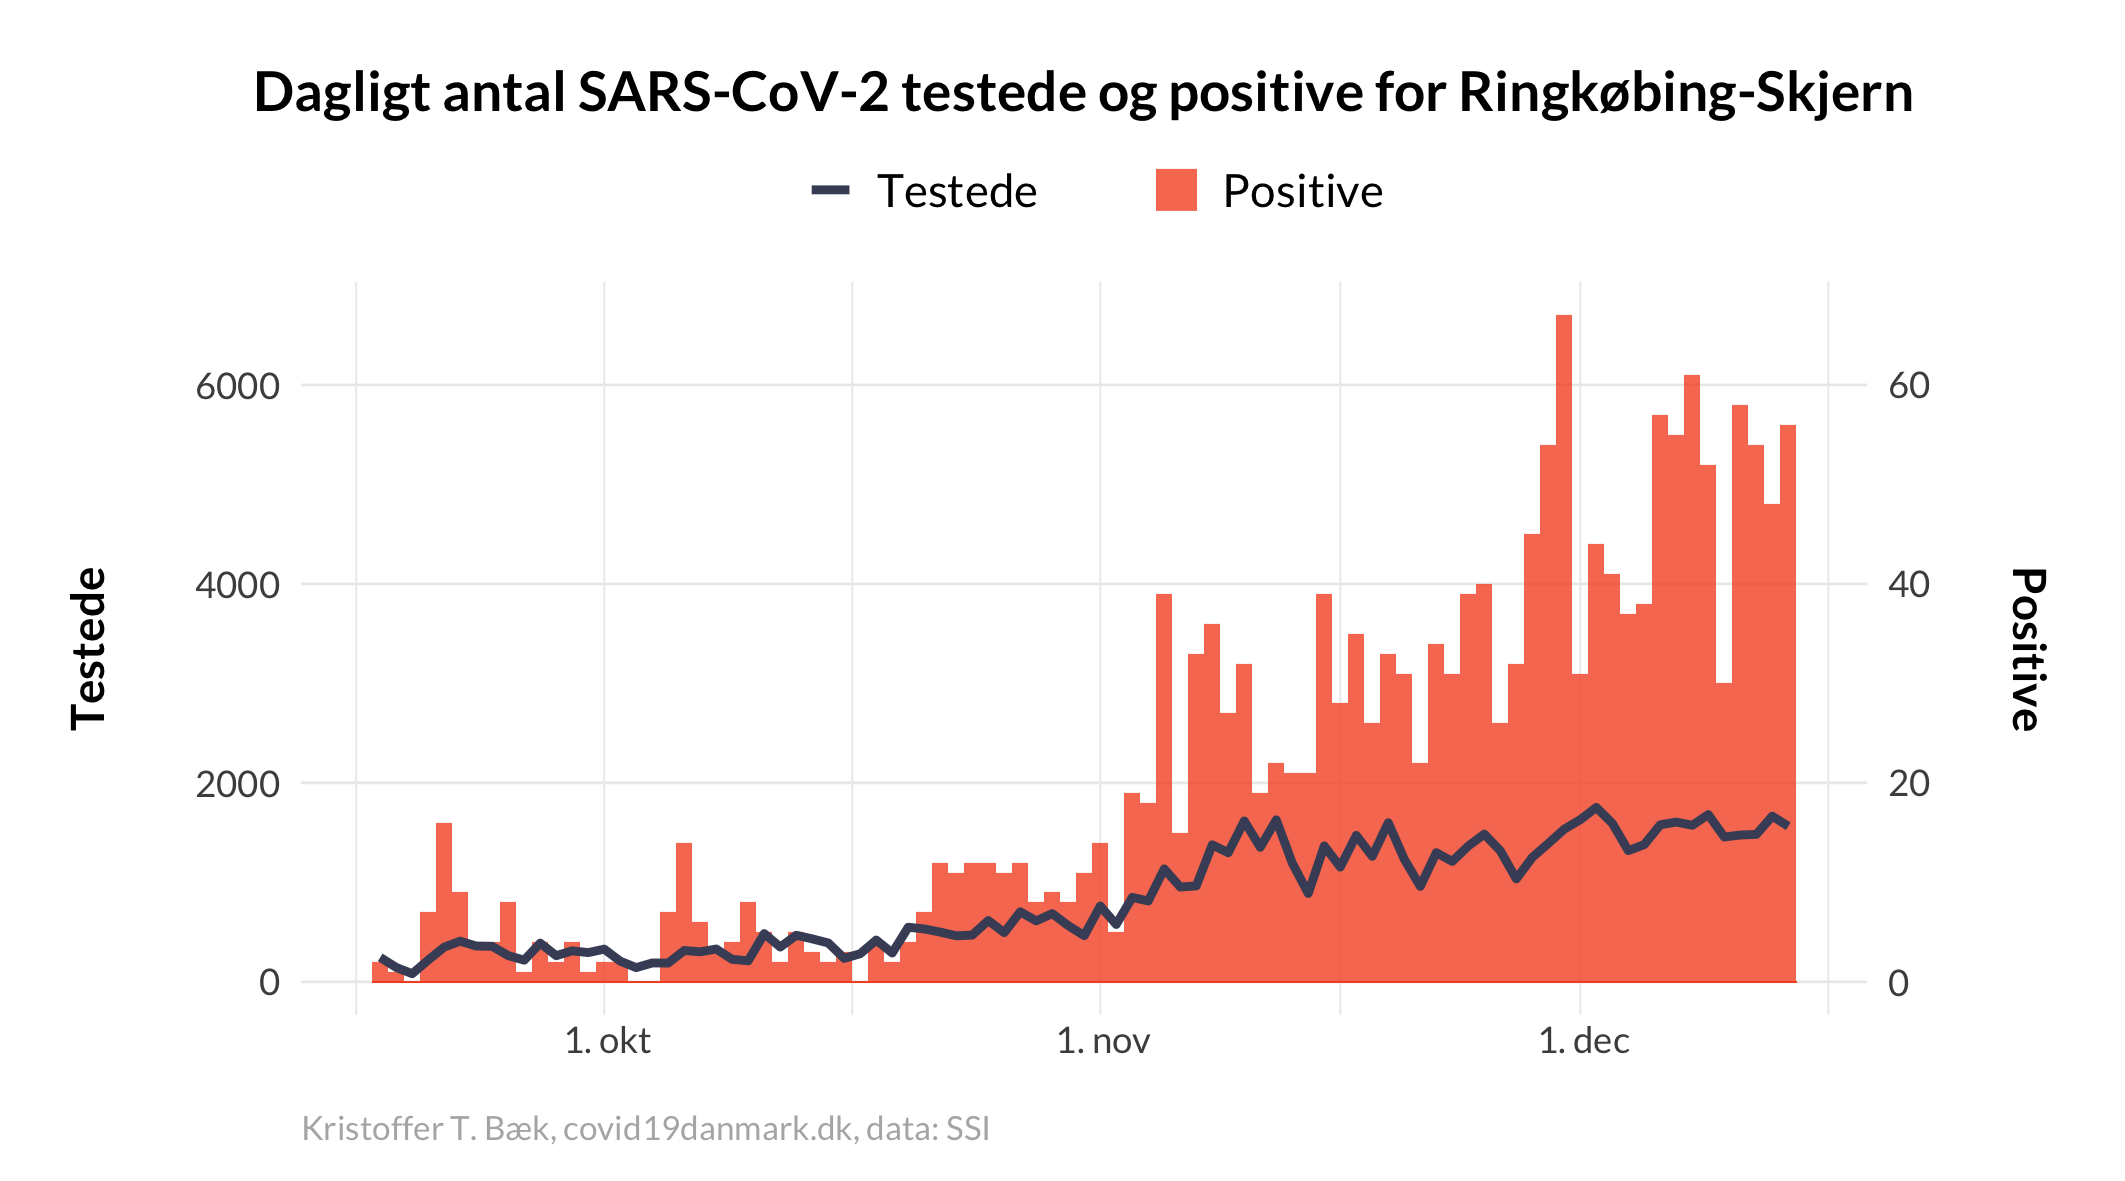 Dagligt antal SARS-CoV-2 testede og positive for Ringkøbing-Skjern
Testede Positive
6000
4000
2000
0
Testede
60
40
20
0
Positive
1. okt 1. nov 1. dec
Kristoffer T. Bæk, covid19danmark.dk, data: SSI